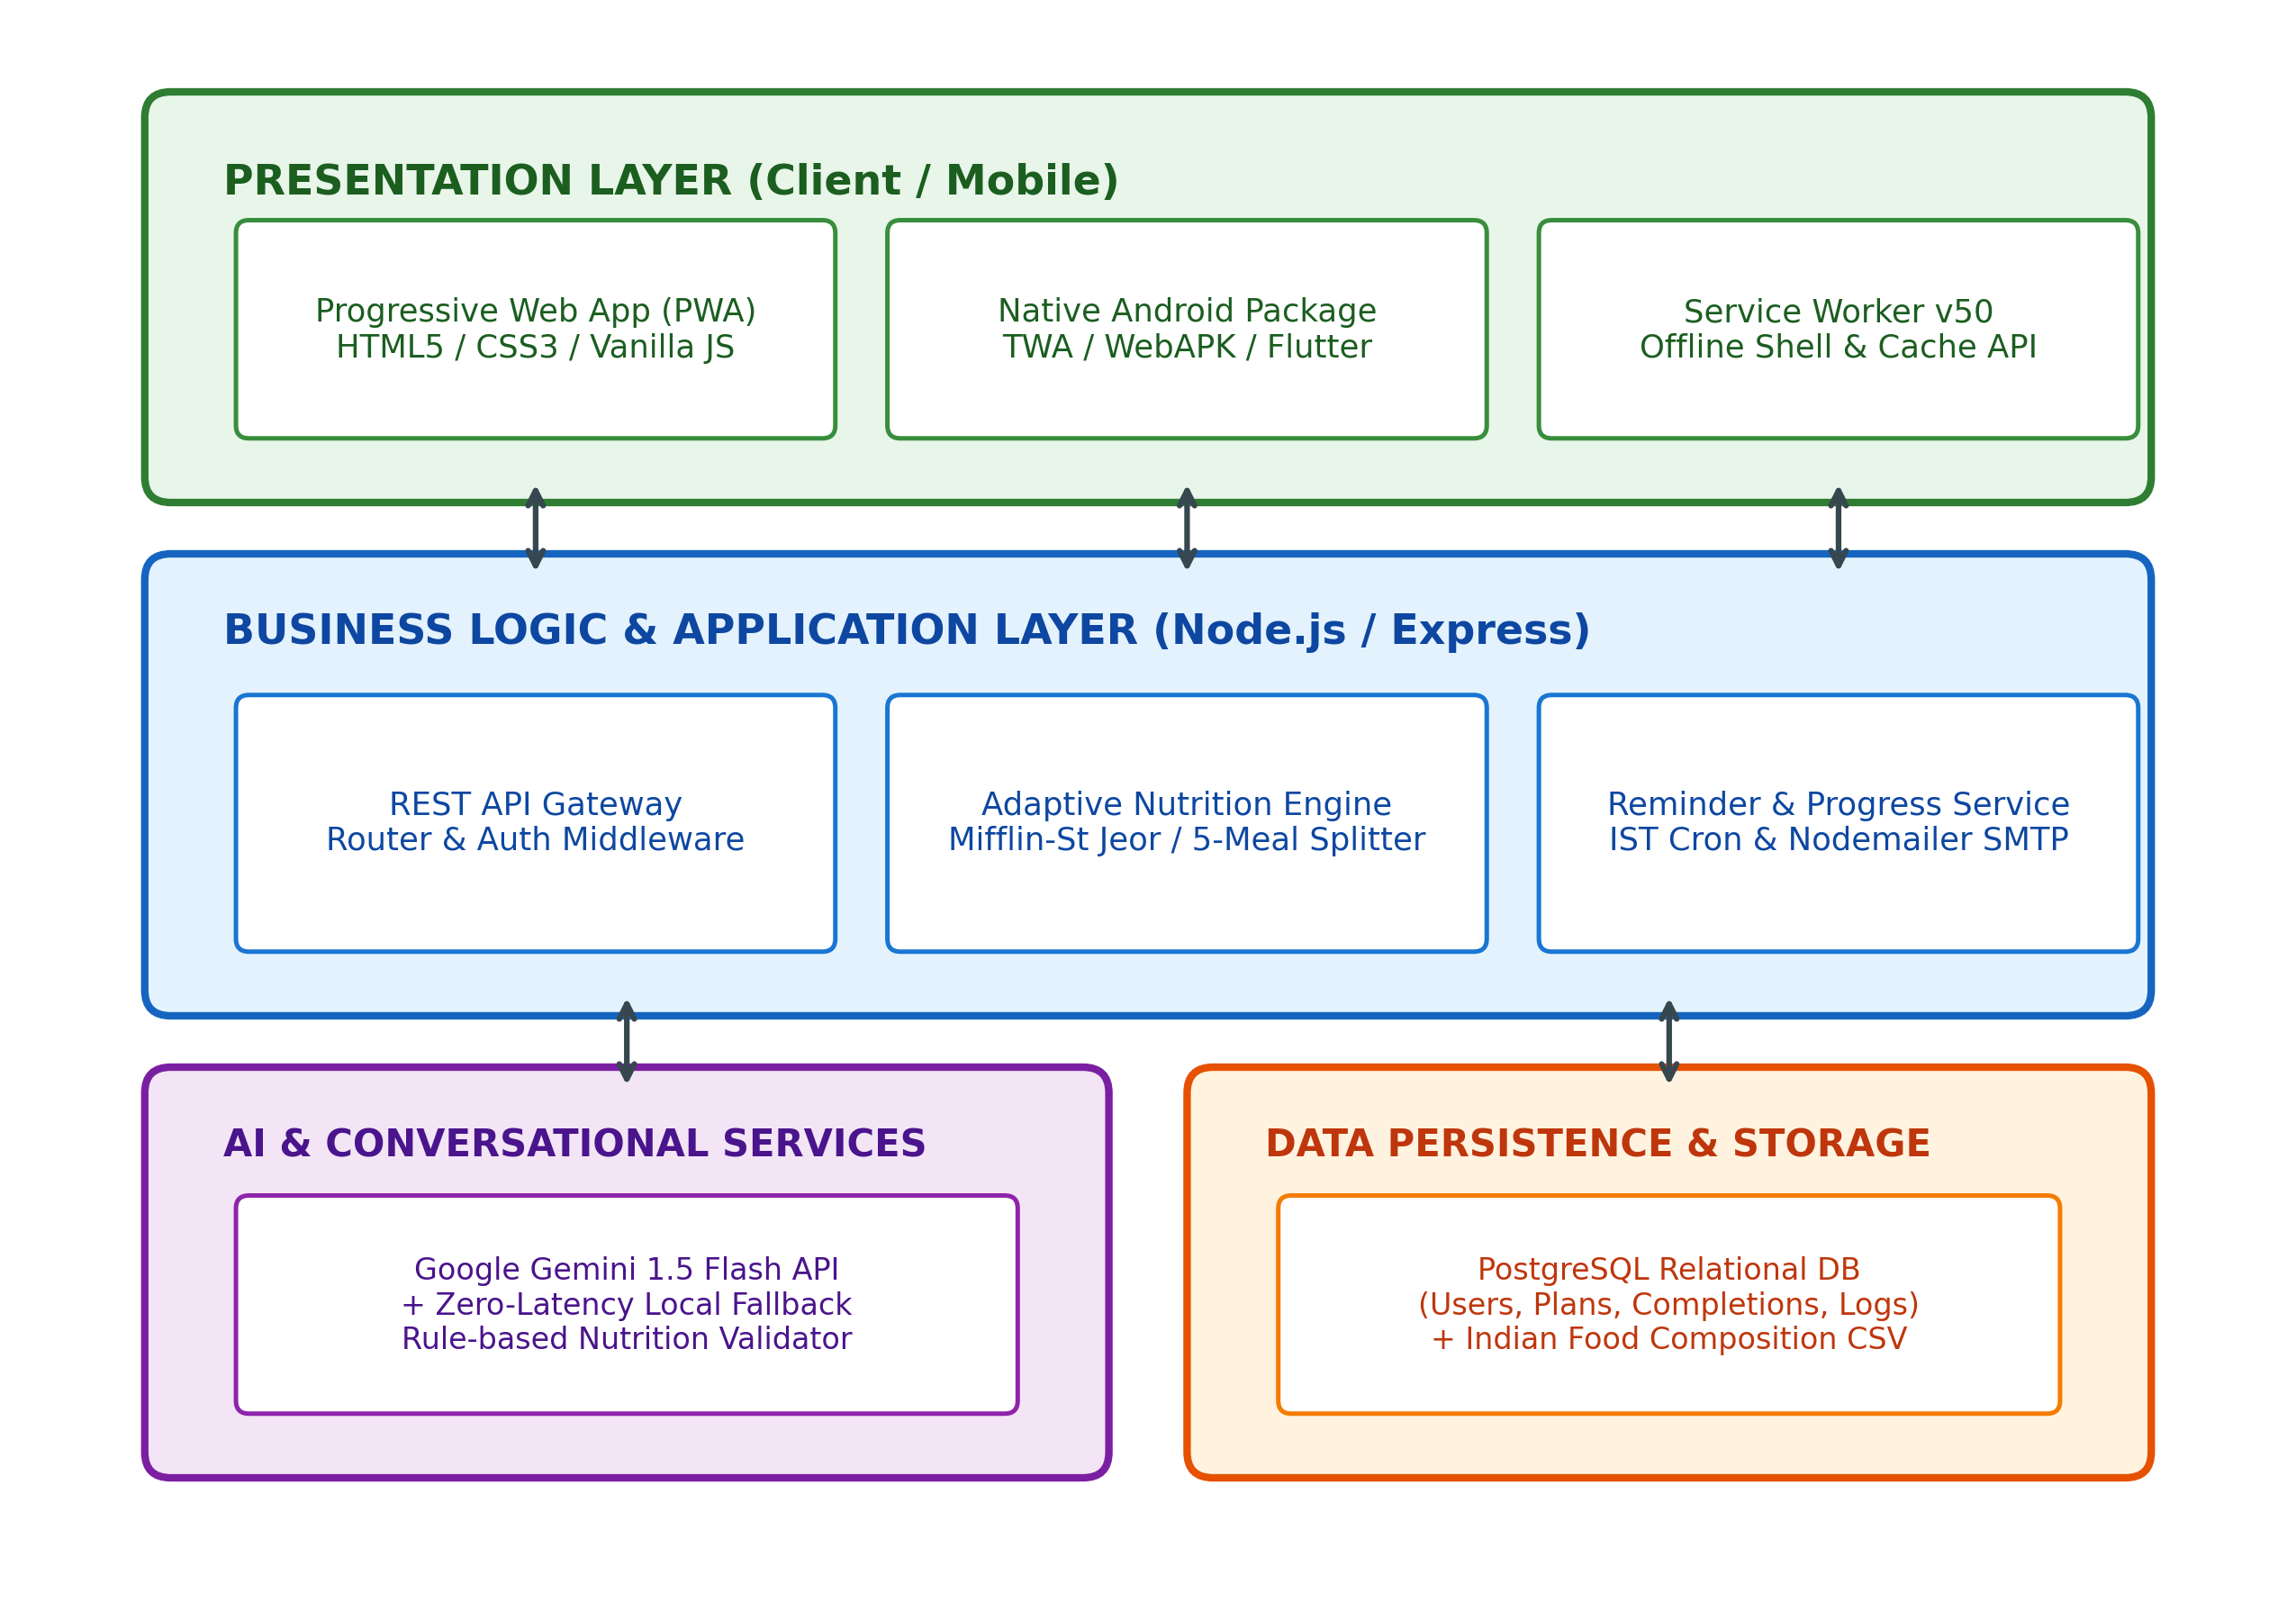 PRESENTATION LAYER (Client / Mobile)
Progressive Web App (PWA)
HTML5 / CSS3 / Vanilla JS
Native Android Package
TWA / WebAPK / Flutter
Service Worker v50
Offline Shell & Cache API
BUSINESS LOGIC & APPLICATION LAYER (Node.js / Express)
REST API Gateway
Router & Auth Middleware
Adaptive Nutrition Engine
Mifflin-St Jeor / 5-Meal Splitter
Reminder & Progress Service
IST Cron & Nodemailer SMTP
AI & CONVERSATIONAL SERVICES
Google Gemini 1.5 Flash API
+ Zero-Latency Local Fallback
Rule-based Nutrition Validator
DATA PERSISTENCE & STORAGE
PostgreSQL Relational DB
(Users, Plans, Completions, Logs)
+ Indian Food Composition CSV